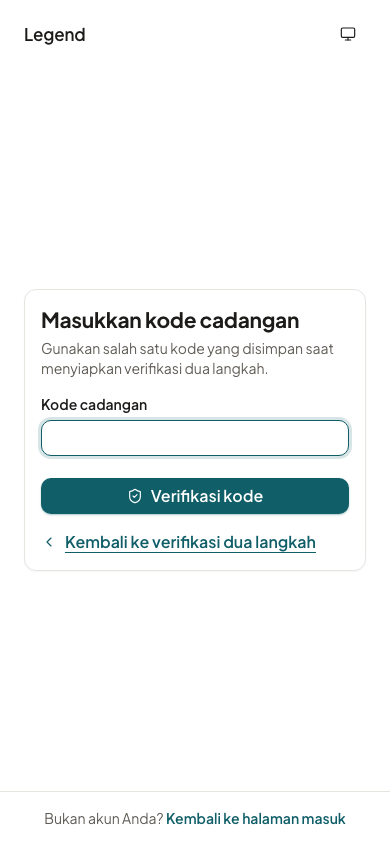 Legend
Masukkan kode cadangan
Gunakan salah satu kode yang disimpan saat
menyiapkan verifikasi dua langkah.
Kode cadangan
Verifikasi kode
Kembali ke verifikasi dua langkah
Bukan akun Anda? Kembali ke halaman masuk